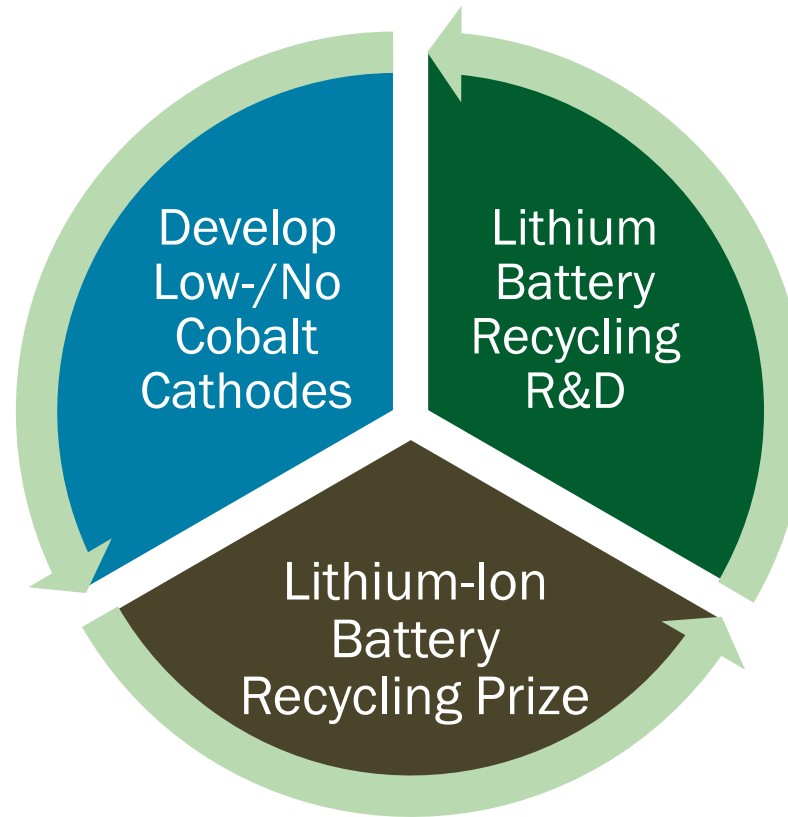 Develop
Low-/No
Cobalt
Cathodes
Lithium
Battery
Recycling
R&D
Lithium-Ion
Battery
Recycling Prize